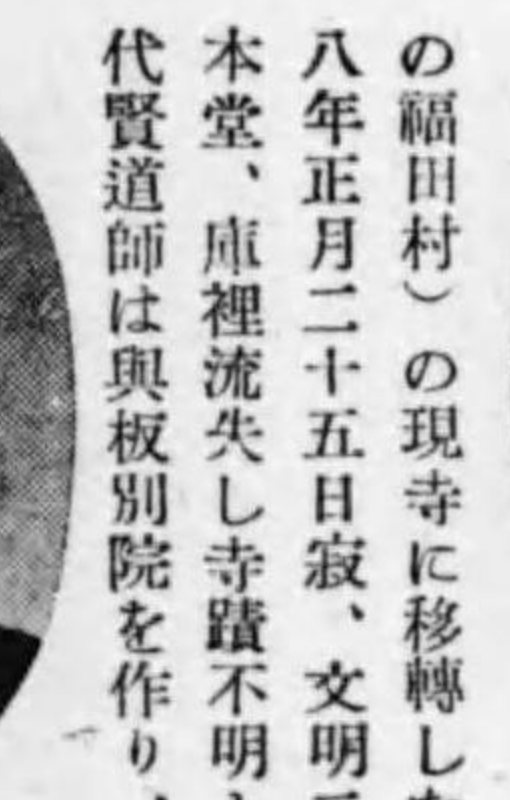 の福田村）の現寺に移轉し
八年正月二十五日寂、文明
本堂、庫裡流失し寺蹟不明
代賢道師は與板別院を作り